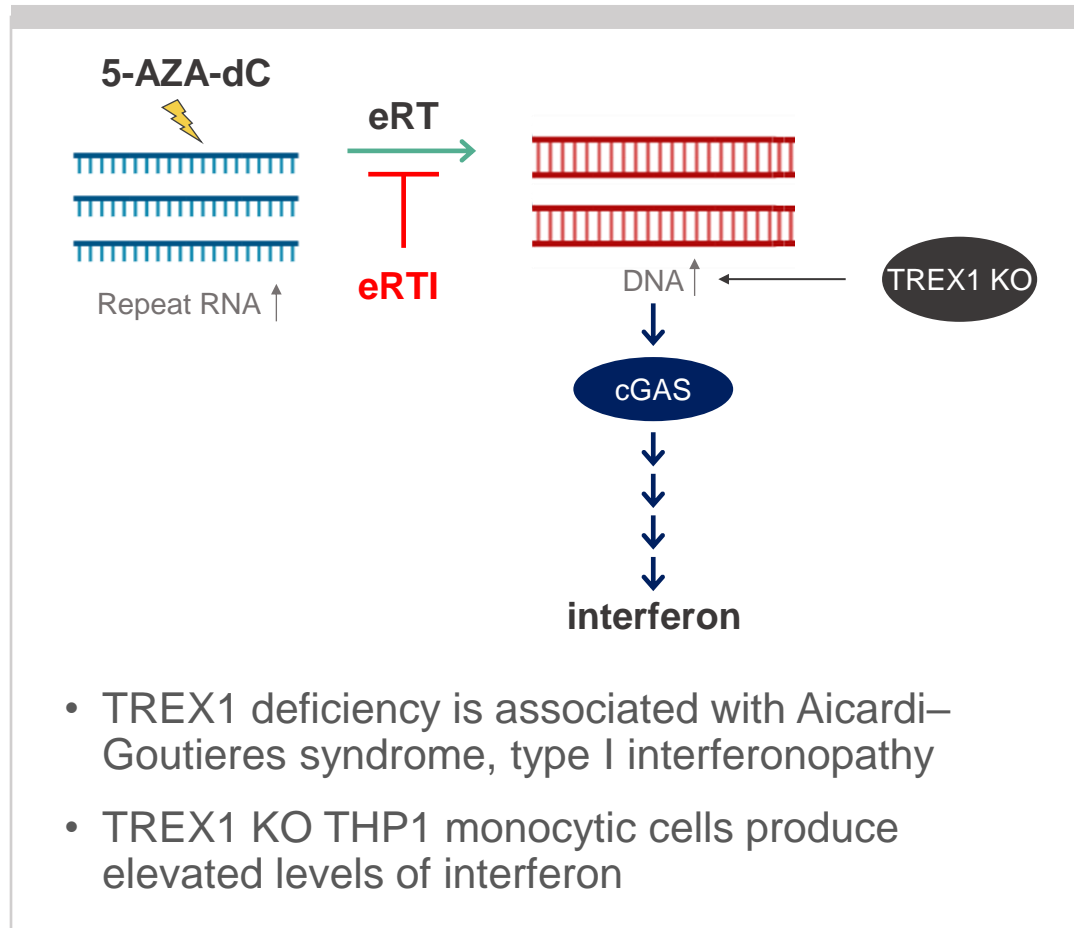 5-AZA-dC
eRT
Repeat RNA ↑
eRTI
DNA ↑
TREX1 KO
cGAS
interferon
• TREX1 deficiency is associated with Aicardi–
Goutieres syndrome, type I interferonopathy
• TREX1 KO THP1 monocytic cells produce
elevated levels of interferon